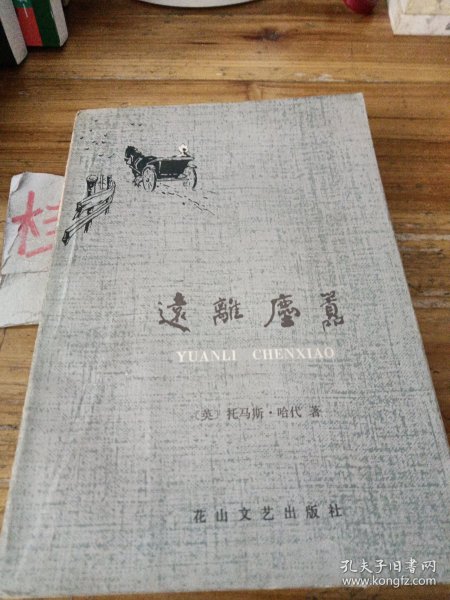 遠離塵囂
YUANLI CHENXIAO
〔英〕托马斯·哈代 著
花山文艺出版社
孔夫子旧书网
www.kongfz.com